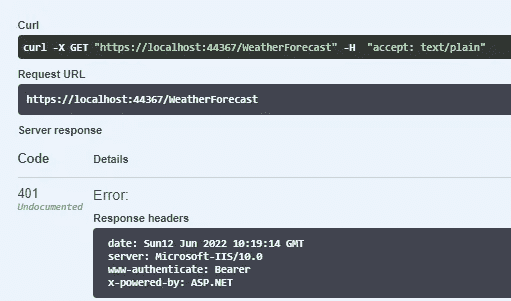 Curl
curl -X GET "https://localhost:44367/WeatherForecast" -H "accept: text/plain"
Request URL
https://localhost:44367/WeatherForecast
Server response
Code Details
401 Error:
Undocumented
Response headers
date: Sun12 Jun 2022 10:19:14 GMT
server: Microsoft-IIS/10.0
www-authenticate: Bearer
x-powered-by: ASP.NET